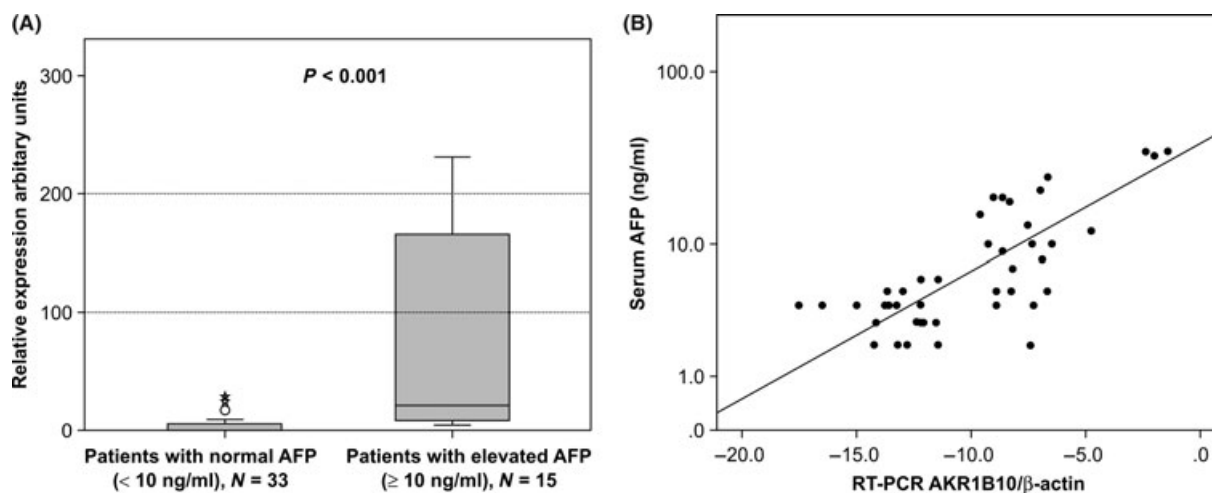 (A)
Relative expression arbitary units
300
200
100
0
P < 0.001
Patients with normal AFP
(< 10 ng/ml), N = 33
Patients with elevated AFP
(≥ 10 ng/ml), N = 15
(B)
Serum AFP (ng/ml)
100.0
10.0
1.0
.0
–20.0
–15.0
–10.0
–5.0
.0
RT-PCR AKR1B10/β-actin